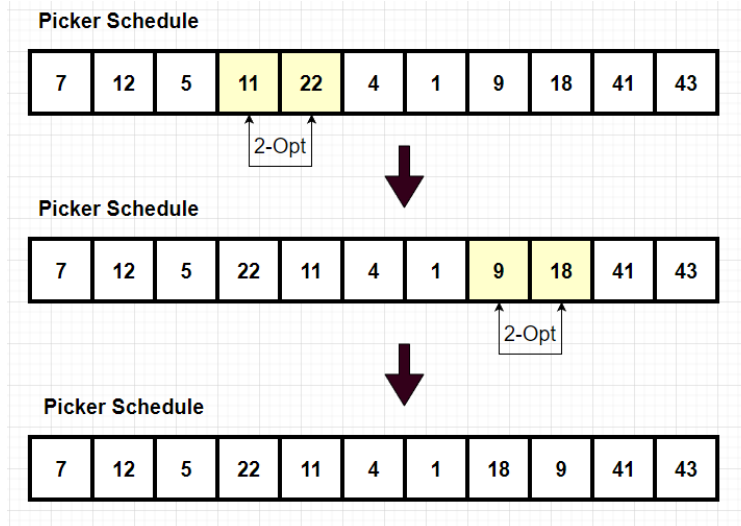 Picker Schedule
7 12 5 11 22 4 1 9 18 41 43
2-Opt
Picker Schedule
7 12 5 22 11 4 1 9 18 41 43
2-Opt
Picker Schedule
7 12 5 22 11 4 1 18 9 41 43